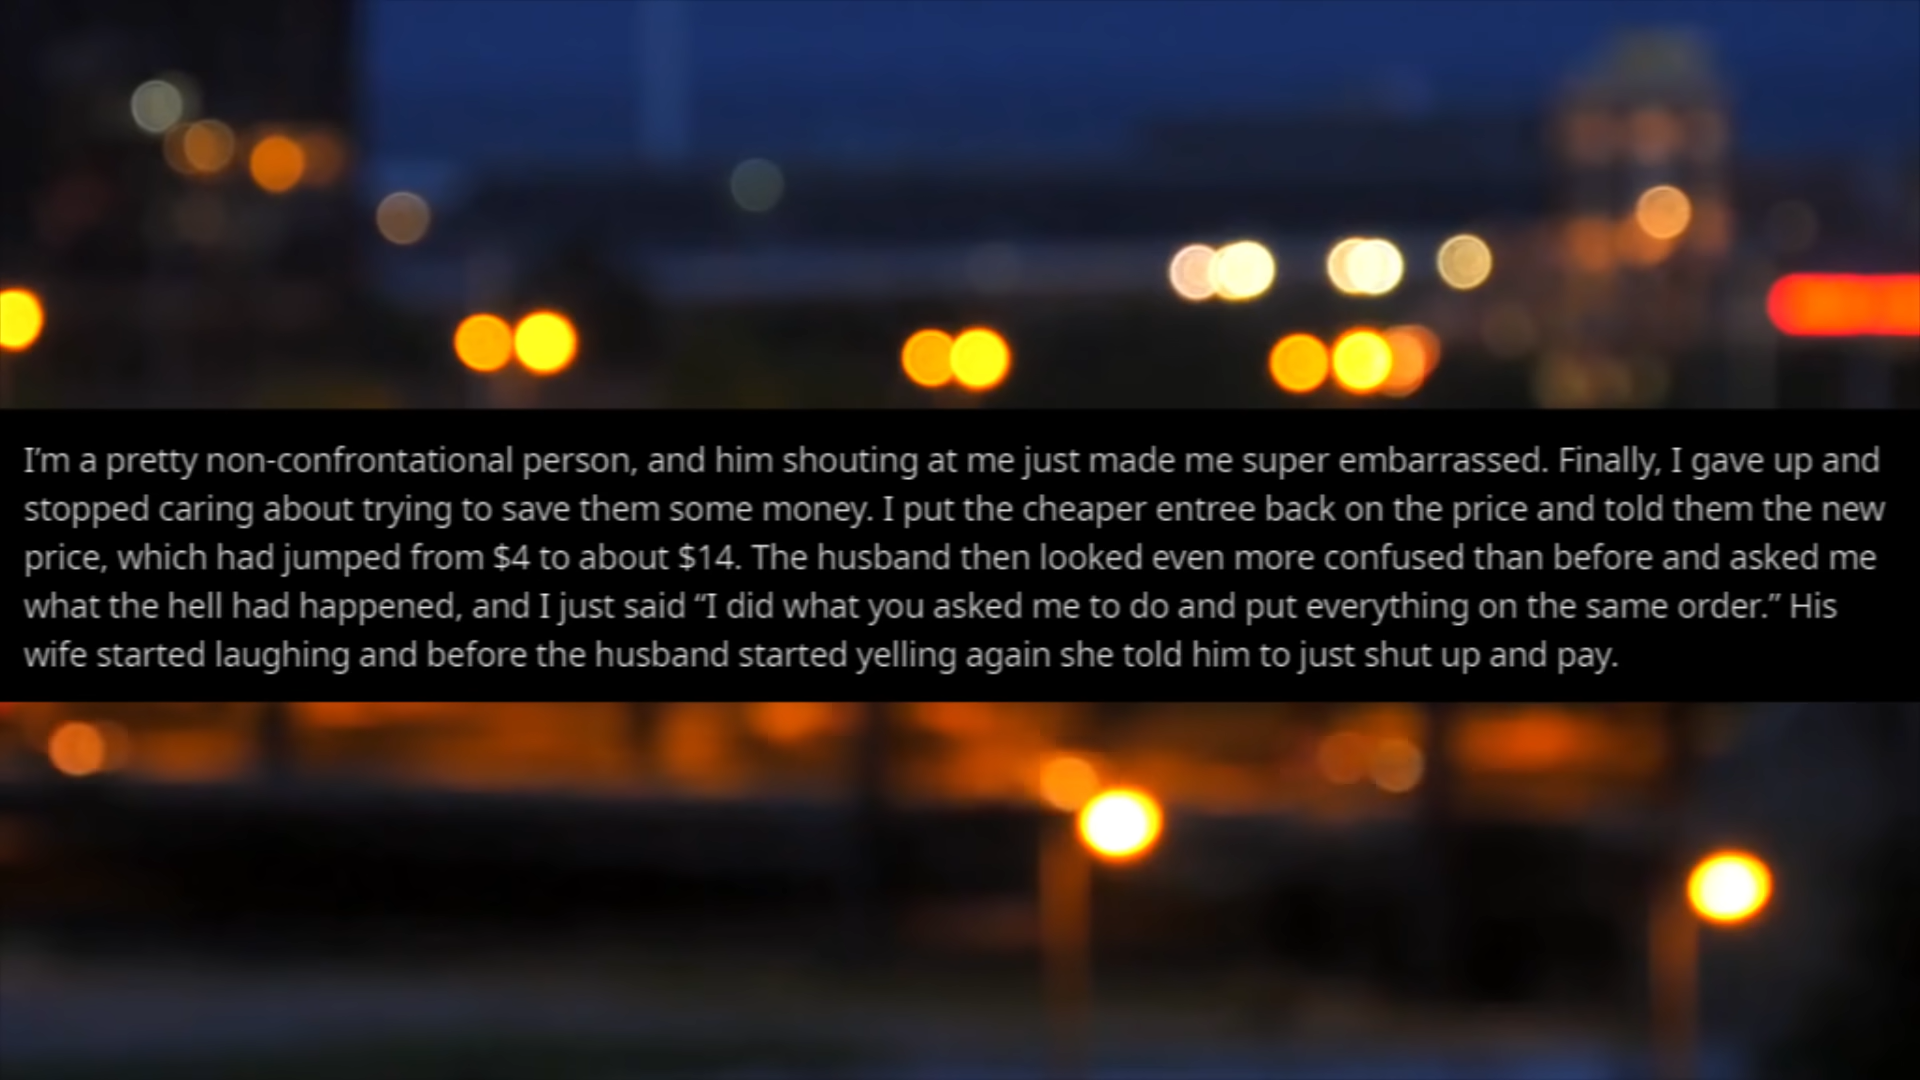 I’m a pretty non-confrontational person, and him shouting at me just made me super embarrassed. Finally, I gave up and
stopped caring about trying to save them some money. I put the cheaper entree back on the price and told them the new
price, which had jumped from $4 to about $14. The husband then looked even more confused than before and asked me
what the hell had happened, and I just said “I did what you asked me to do and put everything on the same order.” His
wife started laughing and before the husband started yelling again she told him to just shut up and pay.